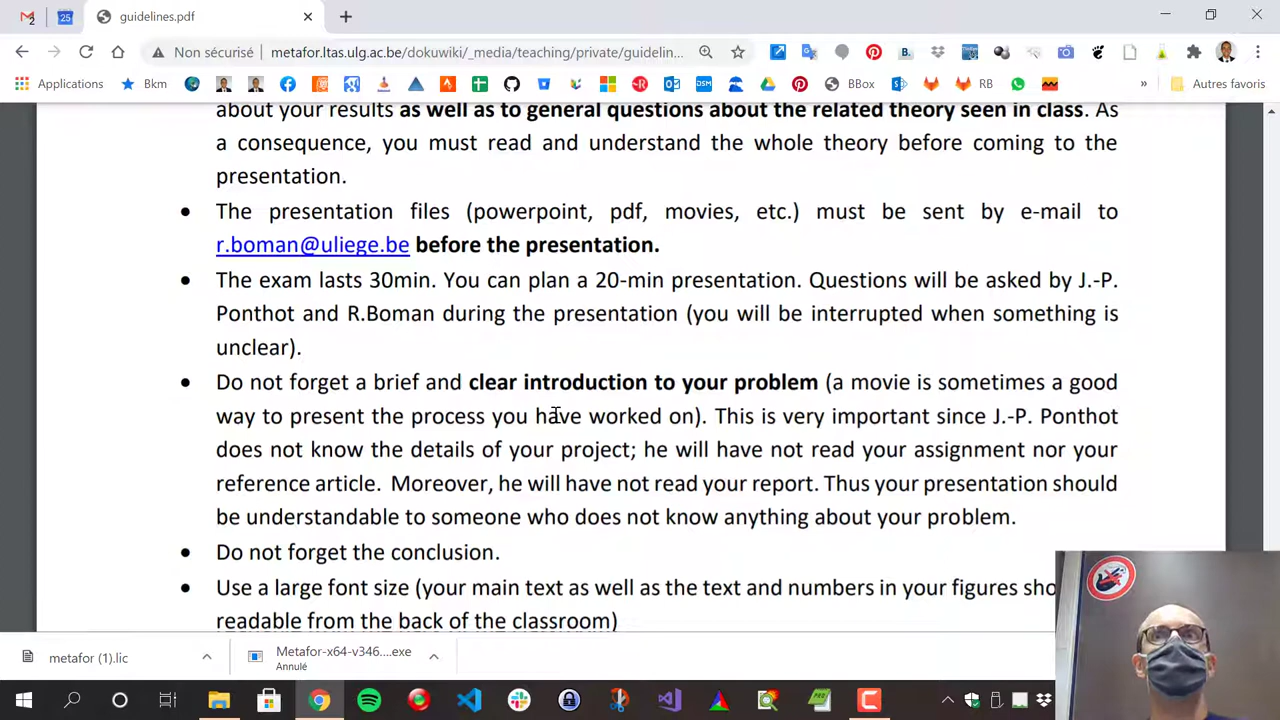 guidelines.pdf
Non sécurisé
metafor.ltas.ulg.ac.be/dokuwiki/_media/teaching/private/guidelin...
Applications
Bkm
BBox
RB
»
Autres favoris
about your results as well as to general questions about the related theory seen in class. As
a consequence, you must read and understand the whole theory before coming to the
presentation.
• The presentation files (powerpoint, pdf, movies, etc.) must be sent by e-mail to
r.boman@uliege.be before the presentation.
• The exam lasts 30min. You can plan a 20-min presentation. Questions will be asked by J.-P.
Ponthot and R.Boman during the presentation (you will be interrupted when something is
unclear).
• Do not forget a brief and clear introduction to your problem (a movie is sometimes a good
way to present the process you have worked on). This is very important since J.-P. Ponthot
does not know the details of your project; he will have not read your assignment nor your
reference article. Moreover, he will have not read your report. Thus your presentation should
be understandable to someone who does not know anything about your problem.
• Do not forget the conclusion.
• Use a large font size (your main text as well as the text and numbers in your figures sho
readable from the back of the classroom)
metafor (1).lic
Metafor-x64-v346....exe
Annulé